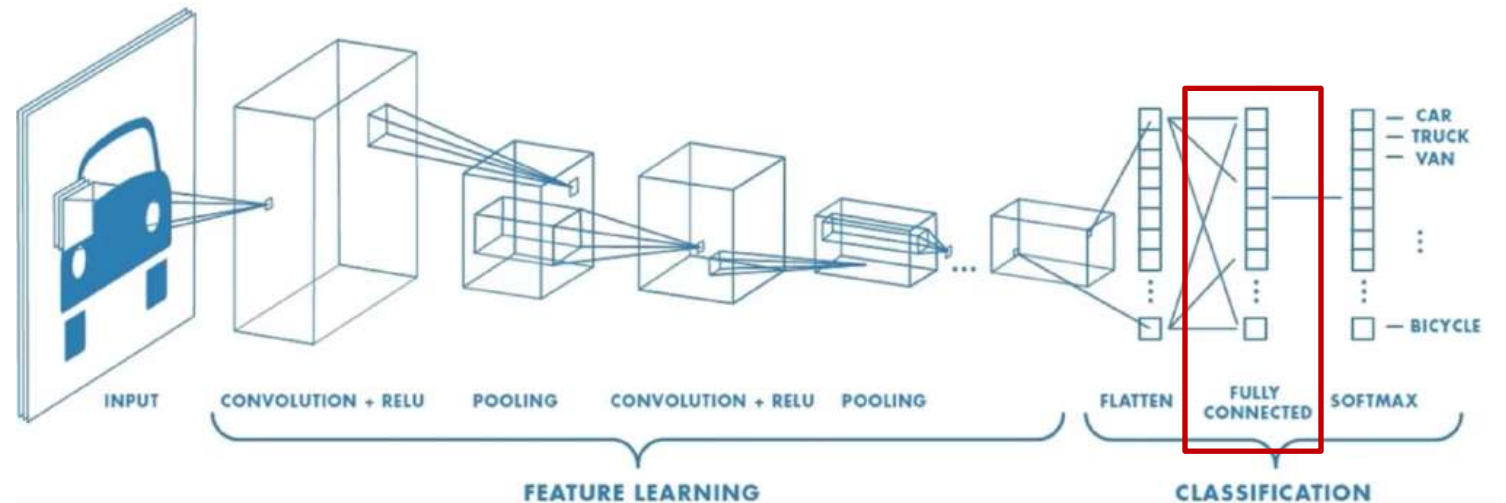 CAR
TRUCK
VAN
BICYCLE
INPUT
CONVOLUTION + RELU
POOLING
CONVOLUTION + RELU
POOLING
FLATTEN
FULLY
CONNECTED
SOFTMAX
FEATURE LEARNING
CLASSIFICATION